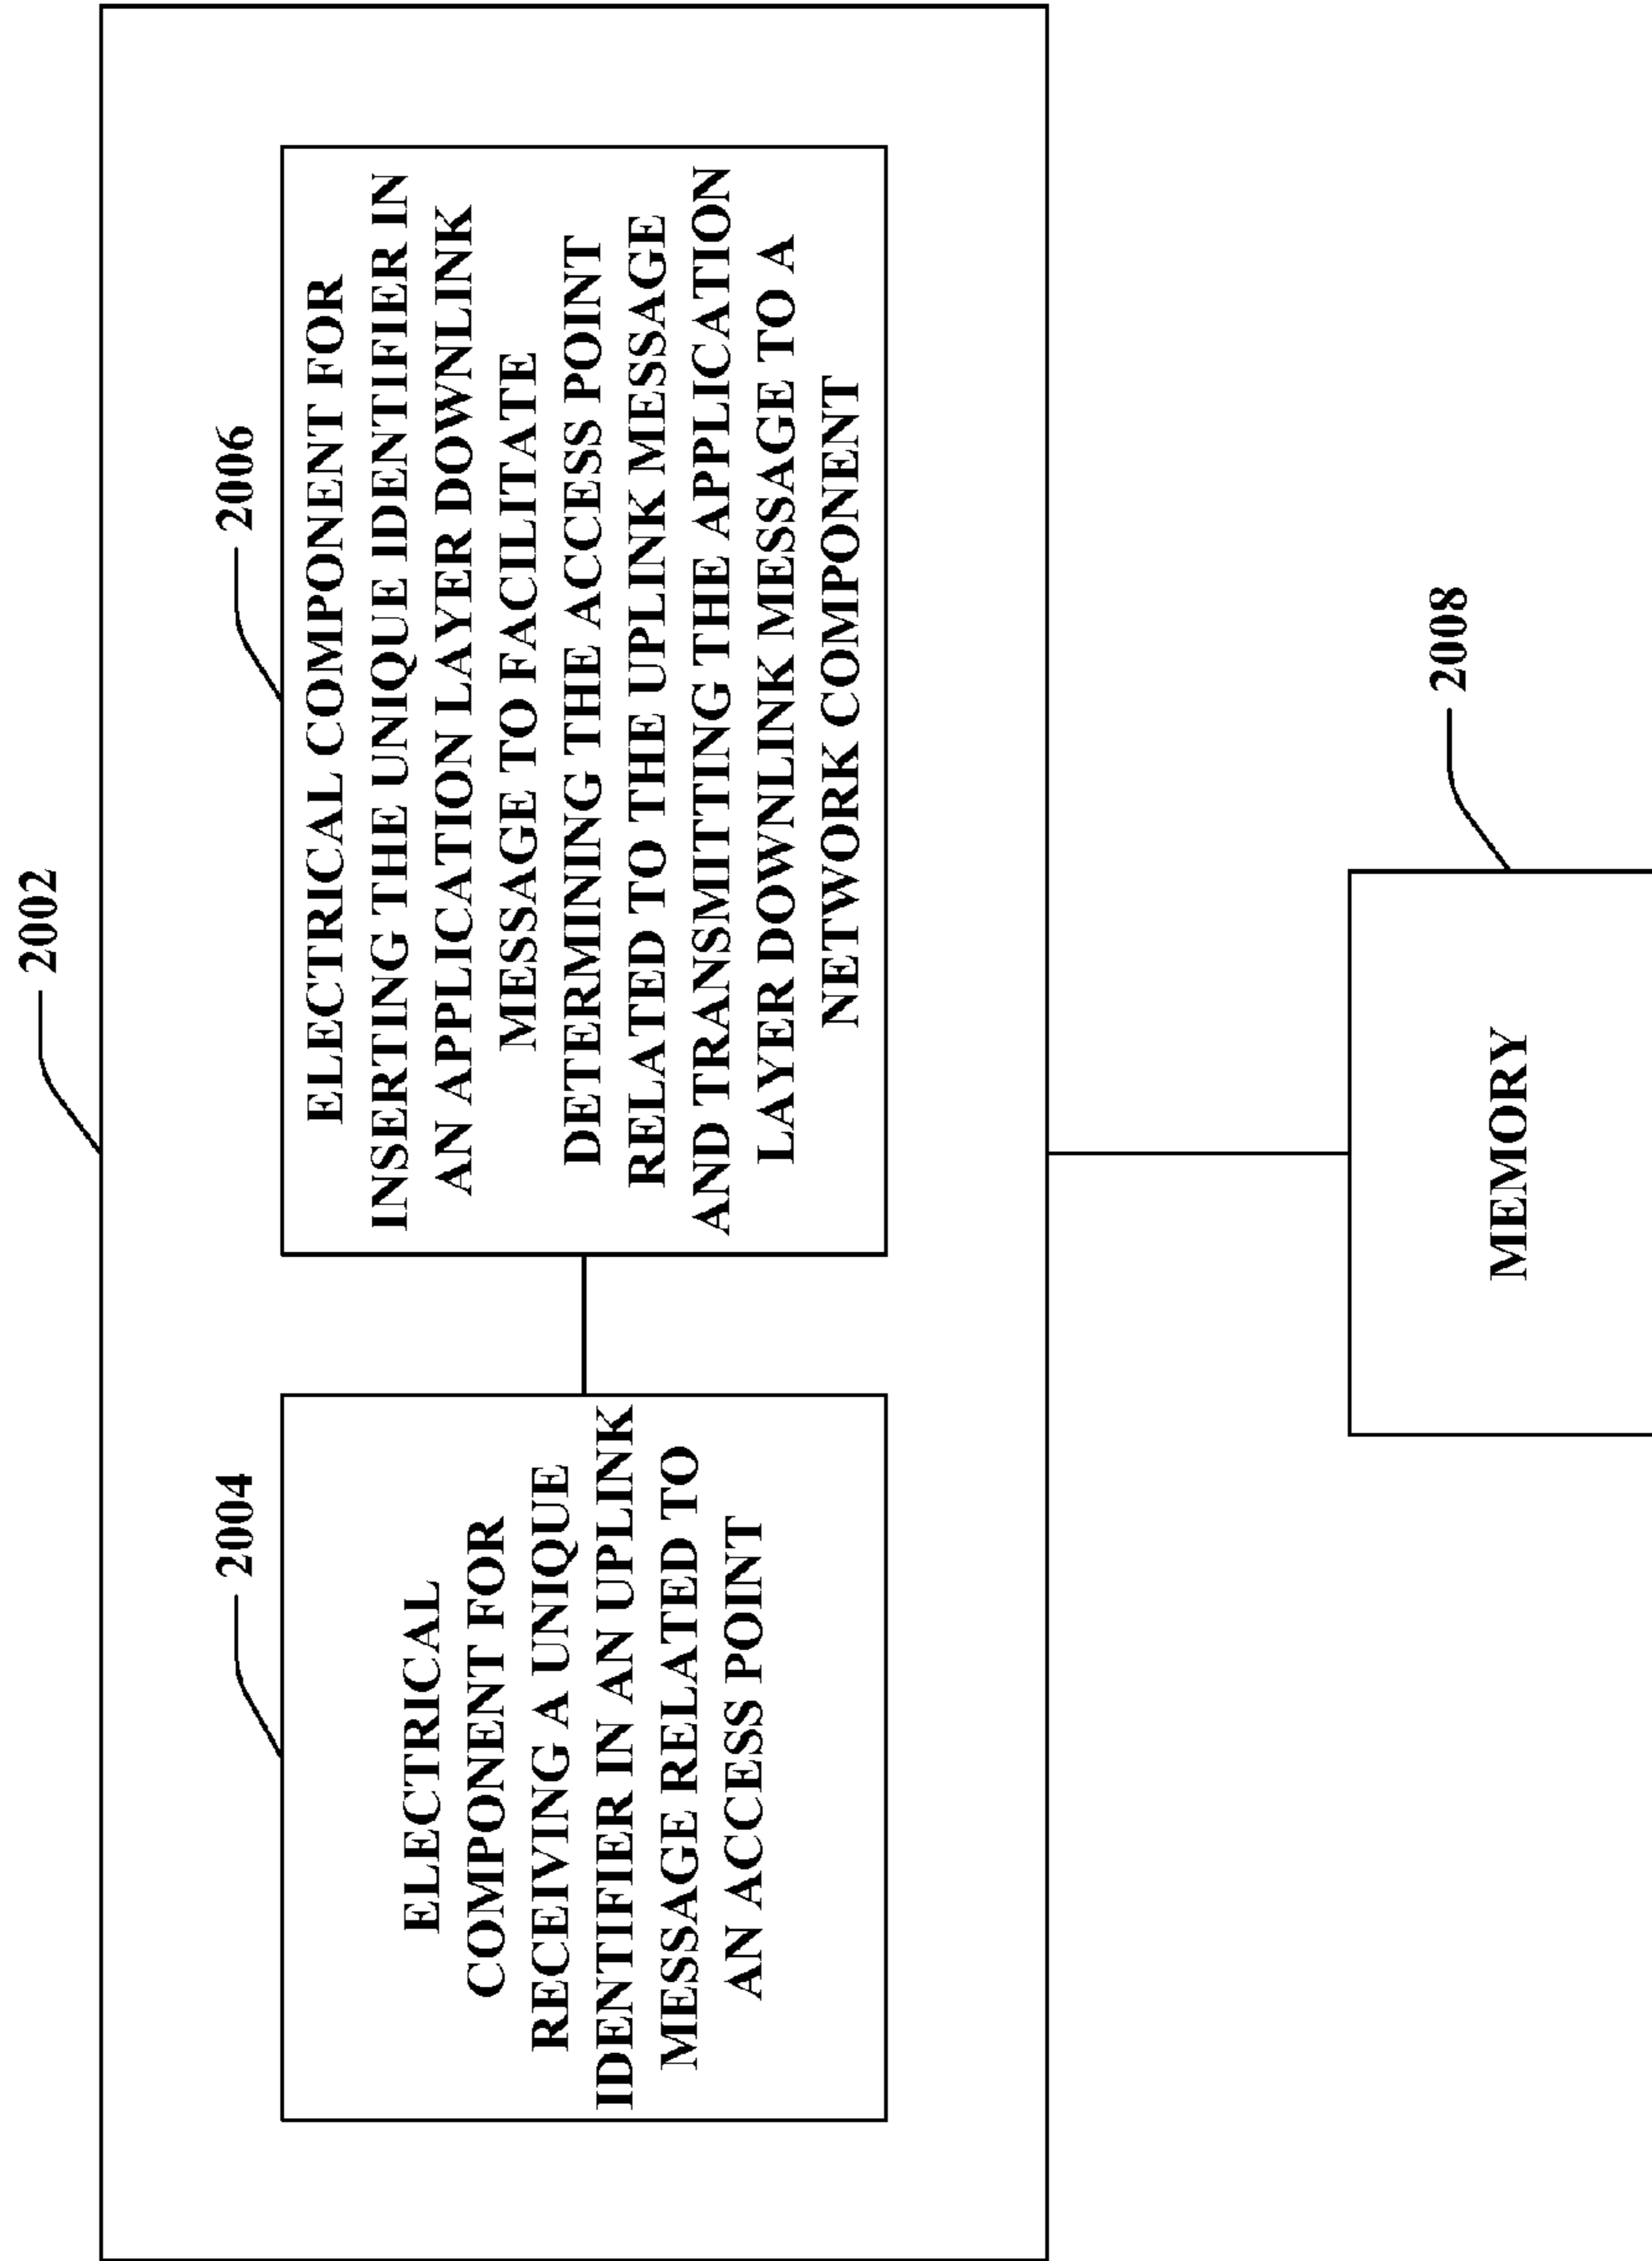 2002
2004
ELECTRICAL
COMPONENT FOR
RECEIVING A UNIQUE
IDENTIFIER IN AN UPLINK
MESSAGE RELATED TO
AN ACCESS POINT
2006
ELECTRICAL COMPONENT FOR
INSERTING THE UNIQUE IDENTIFIER IN
AN APPLICATION LAYER DOWNLINK
MESSAGE TO FACILITATE
DETERMINING THE ACCESS POINT
RELATED TO THE UPLINK MESSAGE
AND TRANSMITTING THE APPLICATION
LAYER DOWNLINK MESSAGE TO A
NETWORK COMPONENT
2008
MEMORY